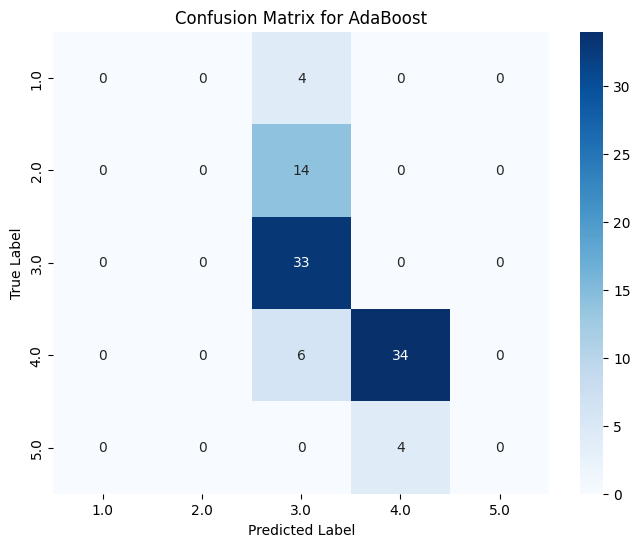 Confusion Matrix for AdaBoost
True Label
1.0 0 0 4 0 0
2.0 0 0 14 0 0
3.0 0 0 33 0 0
4.0 0 0 6 34 0
5.0 0 0 0 4 0
1.0 2.0 3.0 4.0 5.0
Predicted Label
30
25
20
15
10
5
0